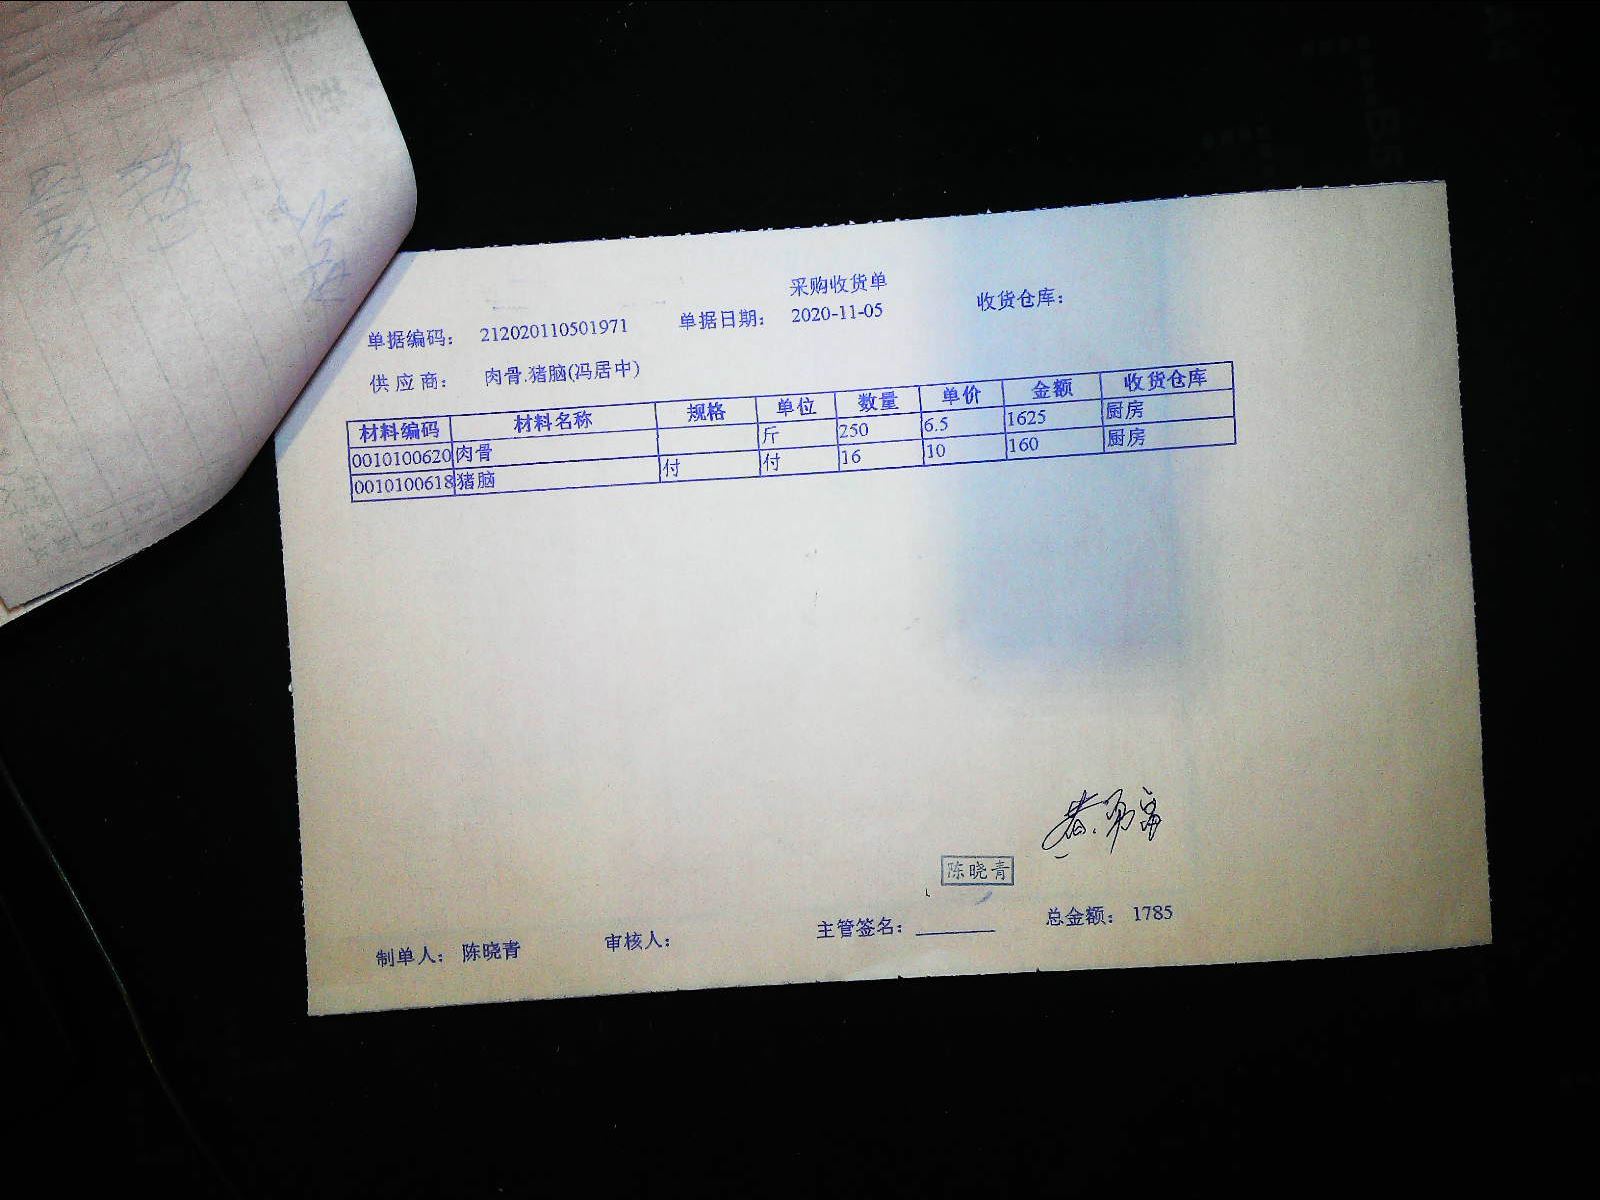 采购收货单
单据编码： 212020110501971 单据日期： 2020-11-05 收货仓库：
供 应 商： 肉骨.猪脑(冯居中)
材料编码 材料名称 规格 单位 数量 单价 金额 收货仓库
0010100620 肉骨 斤 250 6.5 1625 厨房
0010100618 猪脑 付 付 16 10 160 厨房
陈晓青
制单人： 陈晓青 审核人： 主管签名： 总金额： 1785